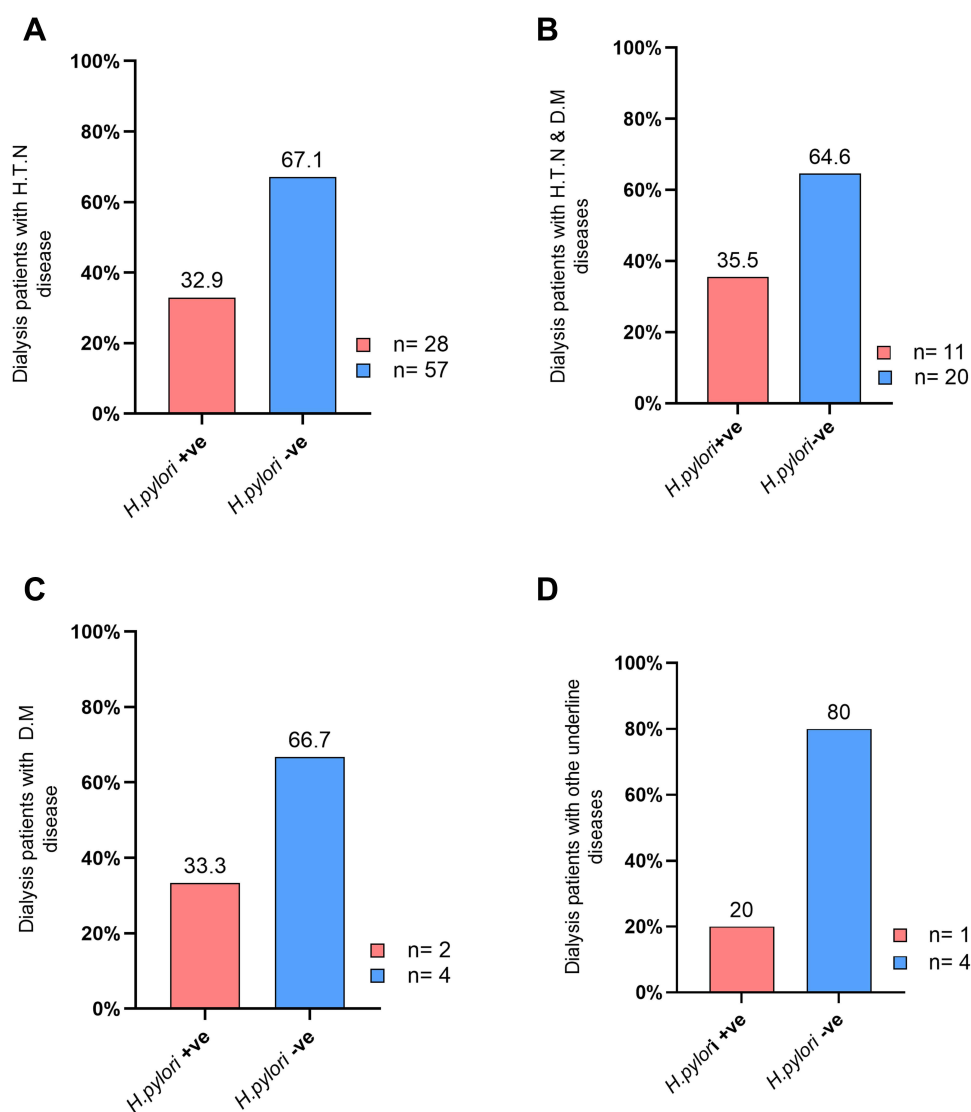 A
Dialysis patients with H.T.N
disease
100%
80%
60%
40%
20%
0%
32.9
67.1
n= 28
n= 57
H.pylori +ve
H.pylori -ve
B
Dialysis patients with H.T.N & D.M
diseases
100%
80%
60%
40%
20%
0%
35.5
64.6
n= 11
n= 20
H.pylori+ve
H.pylori-ve
C
Dialysis patients with D.M
disease
100%
80%
60%
40%
20%
0%
33.3
66.7
n= 2
n= 4
H.pylori +ve
H.pylori -ve
D
Dialysis patients with othe underline
diseases
100%
80%
60%
40%
20%
0%
20
80
n= 1
n= 4
H.pylori +ve
H.pylori -ve